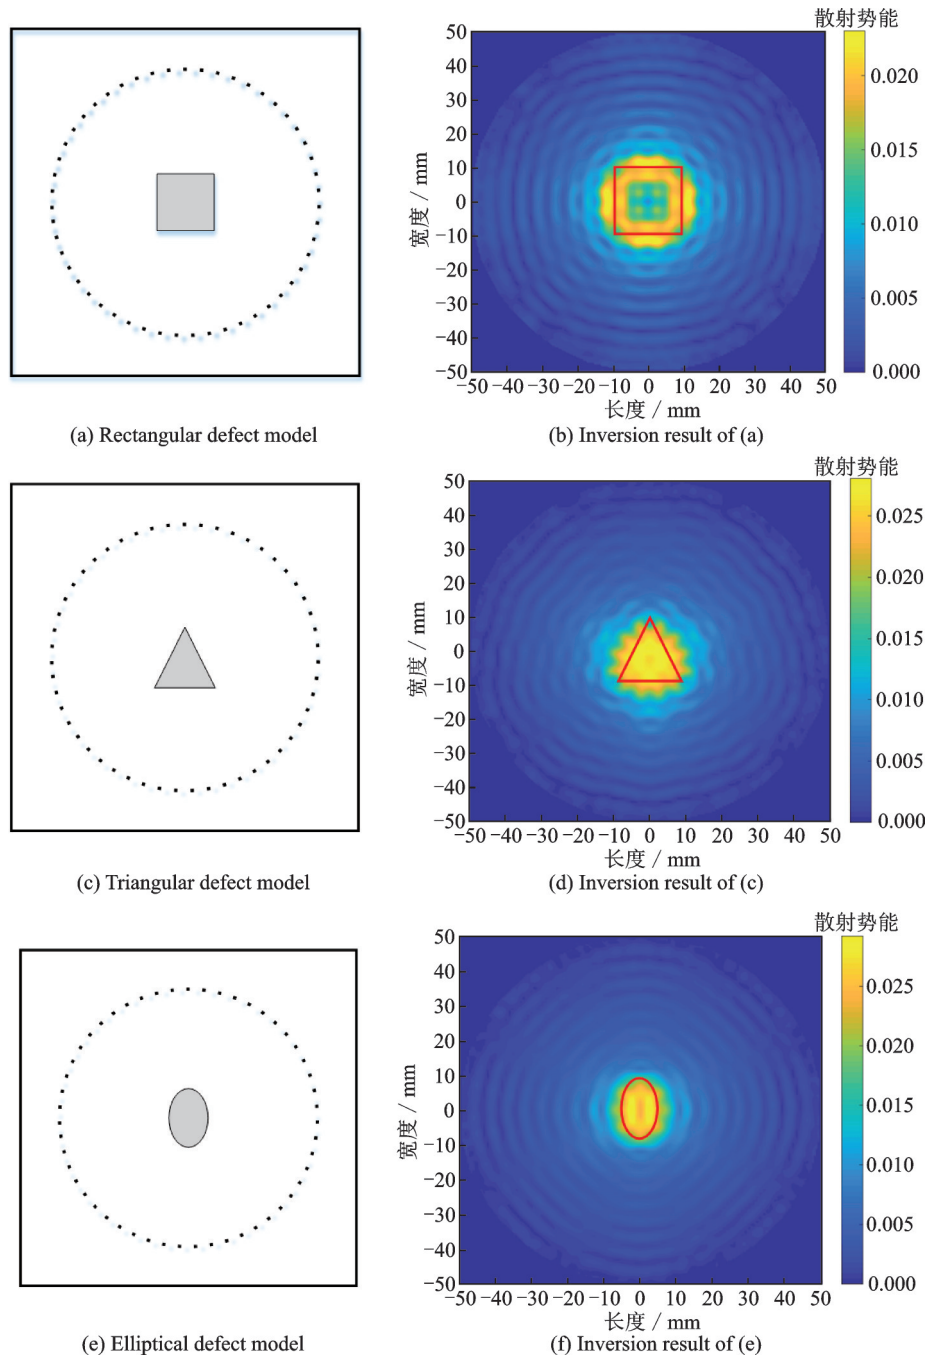 散射势能
50
40
30
20
10
0
−10
−20
−30
−40
−50
宽度 / mm
−50 −40 −30 −20 −10 0 10 20 30 40 50
长度 / mm
0.020
0.015
0.010
0.005
0.000
(a) Rectangular defect model
(b) Inversion result of (a)
散射势能
50
40
30
20
10
0
−10
−20
−30
−40
−50
宽度 / mm
−50 −40 −30 −20 −10 0 10 20 30 40 50
长度 / mm
0.025
0.020
0.015
0.010
0.005
0.000
(c) Triangular defect model
(d) Inversion result of (c)
散射势能
50
40
30
20
10
0
−10
−20
−30
−40
−50
宽度 / mm
−50 −40 −30 −20 −10 0 10 20 30 40 50
长度 / mm
0.025
0.020
0.015
0.010
0.005
0.000
(e) Elliptical defect model
(f) Inversion result of (e)